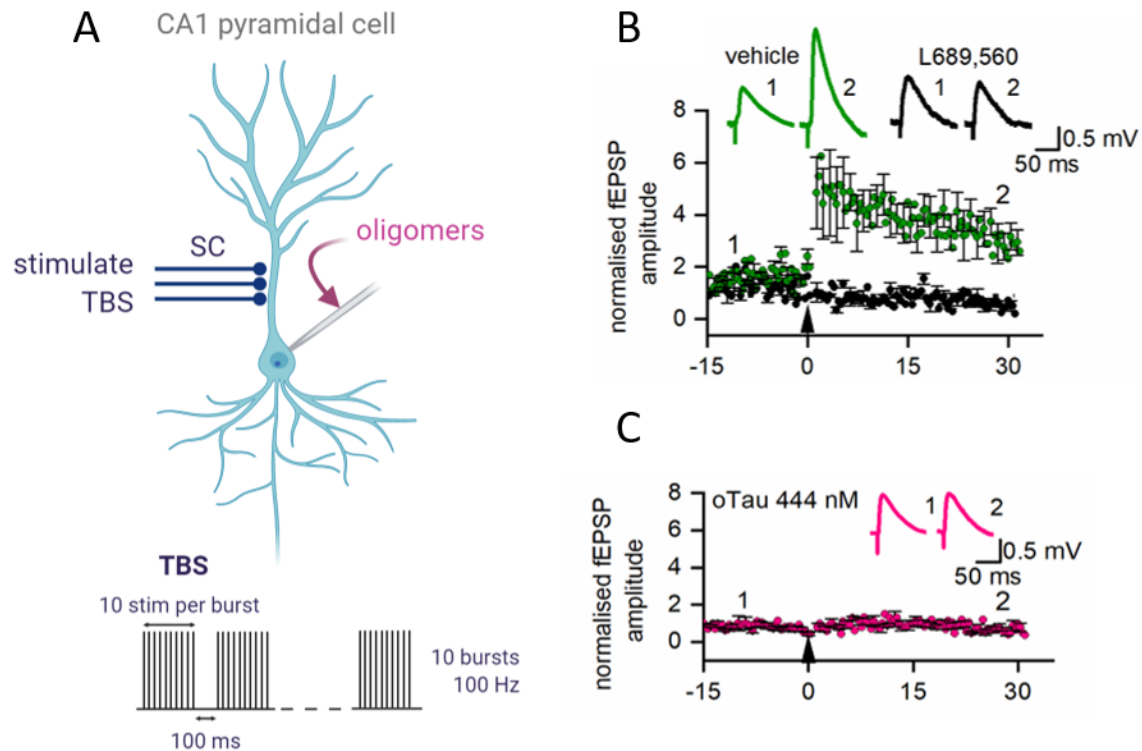 A
CA1 pyramidal cell
oligomers
SC
stimulate
TBS
TBS
10 stim per burst
10 bursts
100 Hz
100 ms
B
vehicle
L689,560
1
2
1
2
0.5 mV
50 ms
8
6
4
2
0
normalised fEPSP
amplitude
1
2
-15
0
15
30
C
oTau 444 nM
1
2
0.5 mV
50 ms
8
6
4
2
0
normalised fEPSP
amplitude
1
2
-15
0
15
30